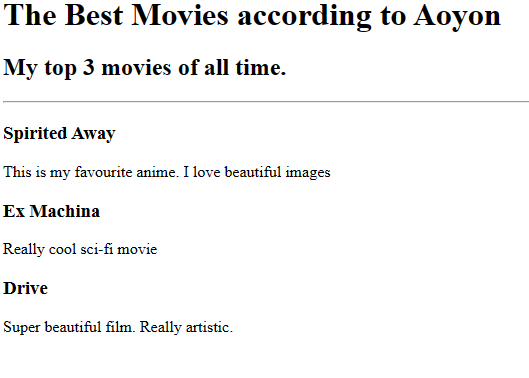 The Best Movies according to Aoyon
My top 3 movies of all time.
Spirited Away
This is my favourite anime. I love beautiful images
Ex Machina
Really cool sci-fi movie
Drive
Super beautiful film. Really artistic.